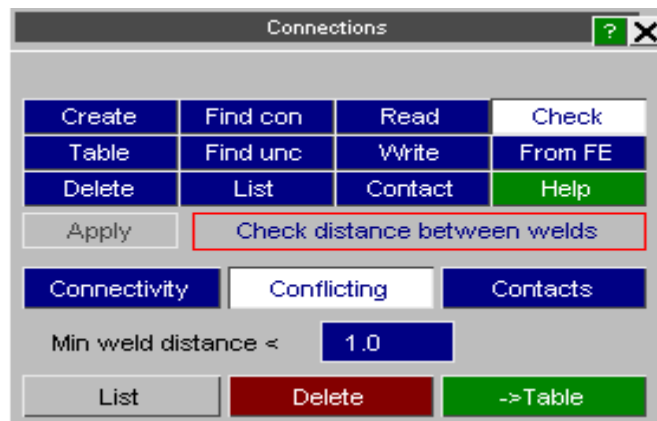 Connections ? X
Create Find con Read Check
Table Find unc Write From FE
Delete List Contact Help
Apply Check distance between welds
Connectivity Conflicting Contacts
Min weld distance < 1.0
List Delete ->Table